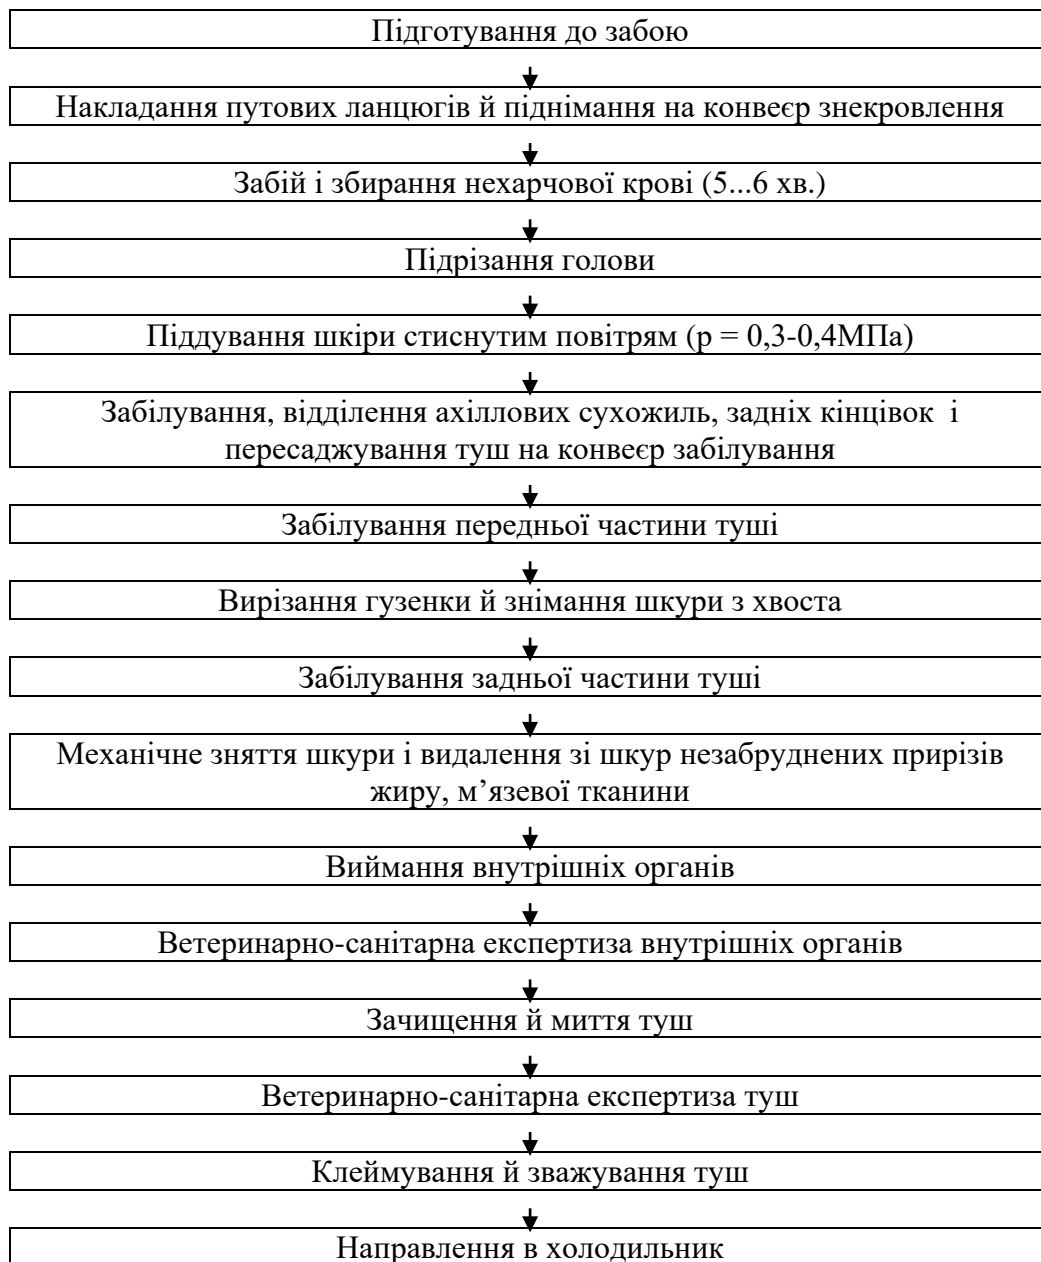 Підготування до забою
Накладання путових ланцюгів й піднімання на конвеєр знекровлення
Забій і збирання нехарчової крові (5...6 хв.)
Підрізання голови
Піддування шкіри стиснутим повітрям (р = 0,3-0,4МПа)
Забілування, відділення ахіллових сухожиль, задніх кінцівок і
пересаджування туш на конвеєр забілування
Забілування передньої частини туші
Вирізання гузенки й знімання шкури з хвоста
Забілування задньої частини туші
Механічне зняття шкури і видалення зі шкур незабруднених прирізів
жиру, м’язевої тканини
Виймання внутрішніх органів
Ветеринарно-санітарна експертиза внутрішніх органів
Зачищення й миття туш
Ветеринарно-санітарна експертиза туш
Клеймування й зважування туш
Направлення в холодильник